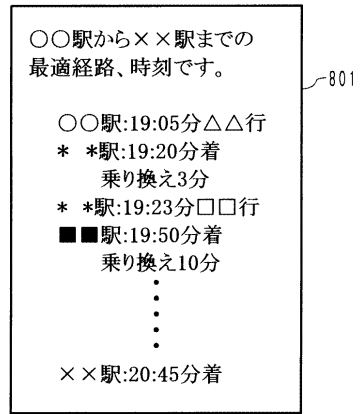 ○○駅から××駅までの
最適経路、時刻です。
801
○○駅:19:05分△△行
* *駅:19:20分着
乗り換え3分
* *駅:19:23分□□行
■■駅:19:50分着
乗り換え10分
××駅:20:45分着